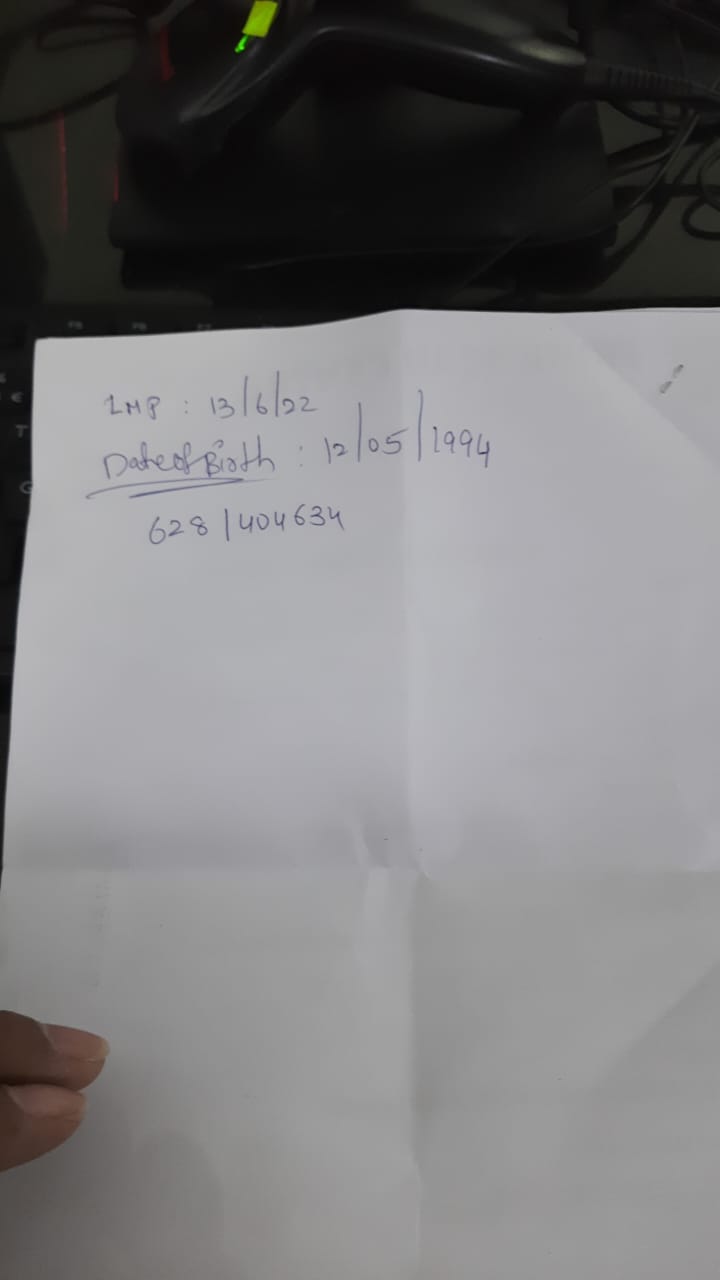 LMP : 13/6/22
Date of Birth : 12/05/1994
628/404634